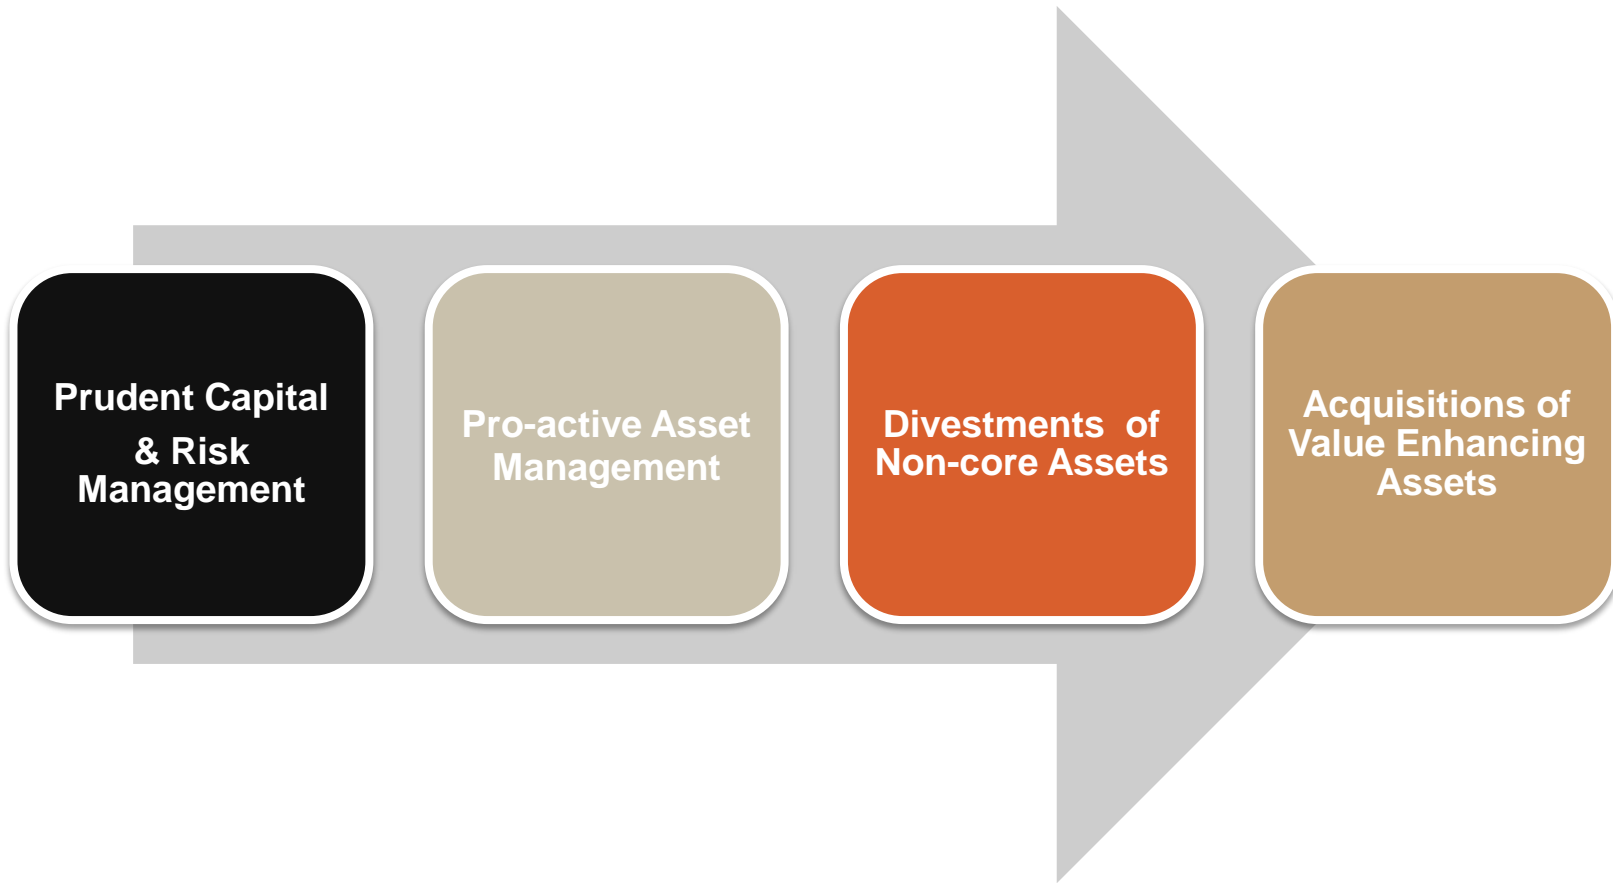 Prudent Capital
& Risk
Management
Pro-active Asset
Management
Divestments  of
Non-core Assets
Acquisitions of
Value Enhancing
Assets